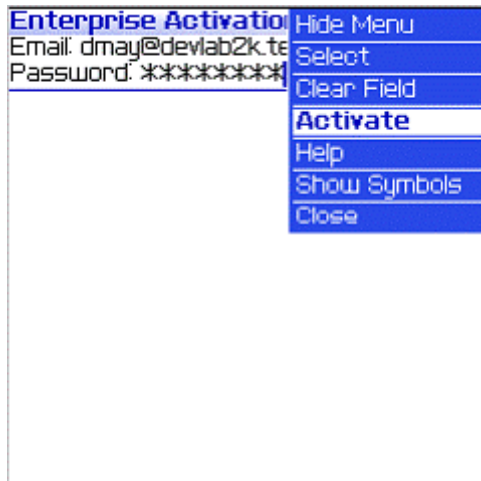 Enterprise Activatio
Email: dmay@devlab2k.te
Password: ********
Hide Menu
Select
Clear Field
Activate
Help
Show Symbols
Close